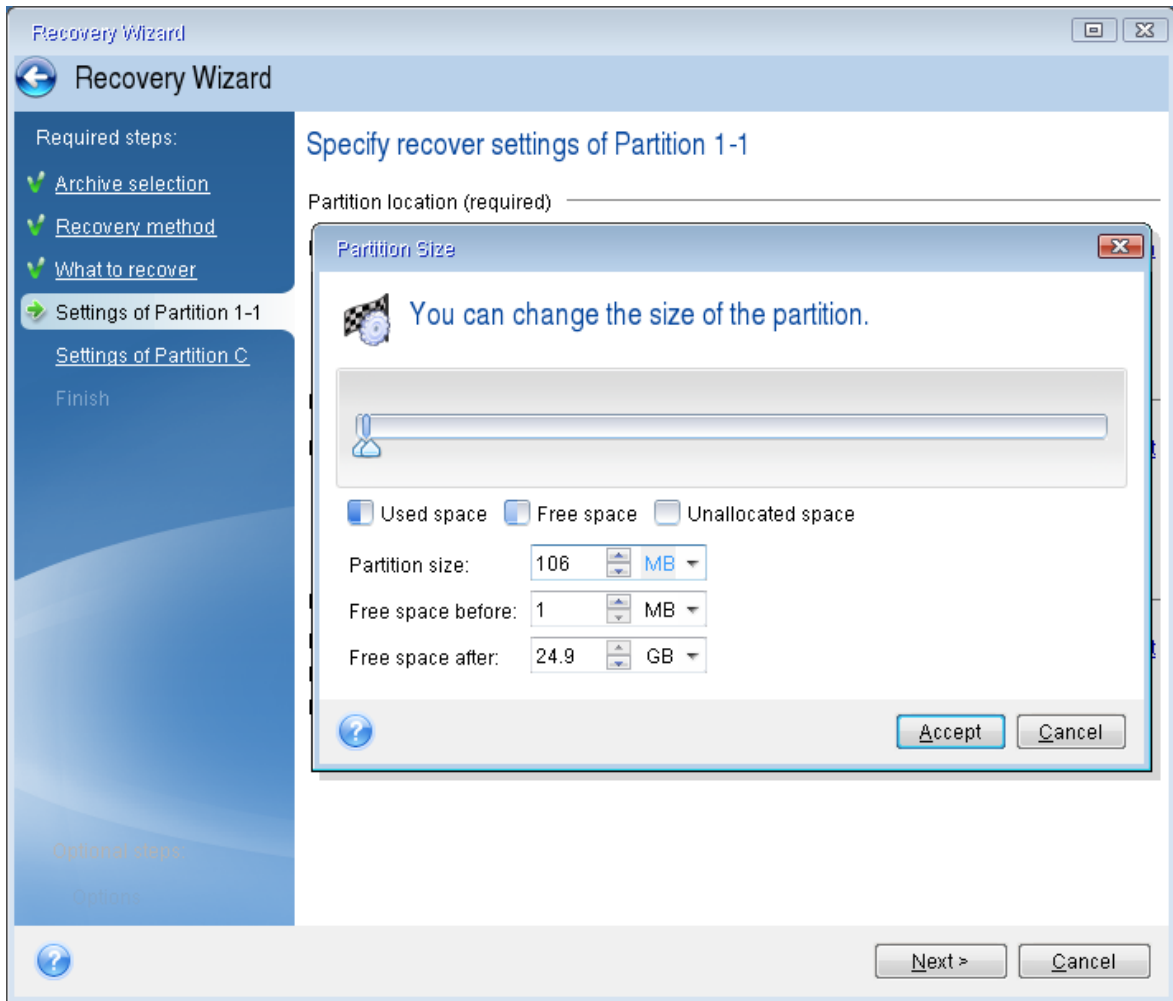 Recovery Wizard
Recovery Wizard
Required steps:
Archive selection
Recovery method
What to recover
Settings of Partition 1-1
Settings of Partition C
Finish
Optional steps:
Options
Specify recover settings of Partition 1-1
Partition location (required)
Partition Size
You can change the size of the partition.
Used space Free space Unallocated space
Partition size: 106 MB
Free space before: 1 MB
Free space after: 24.9 GB
Accept Cancel
Next > Cancel